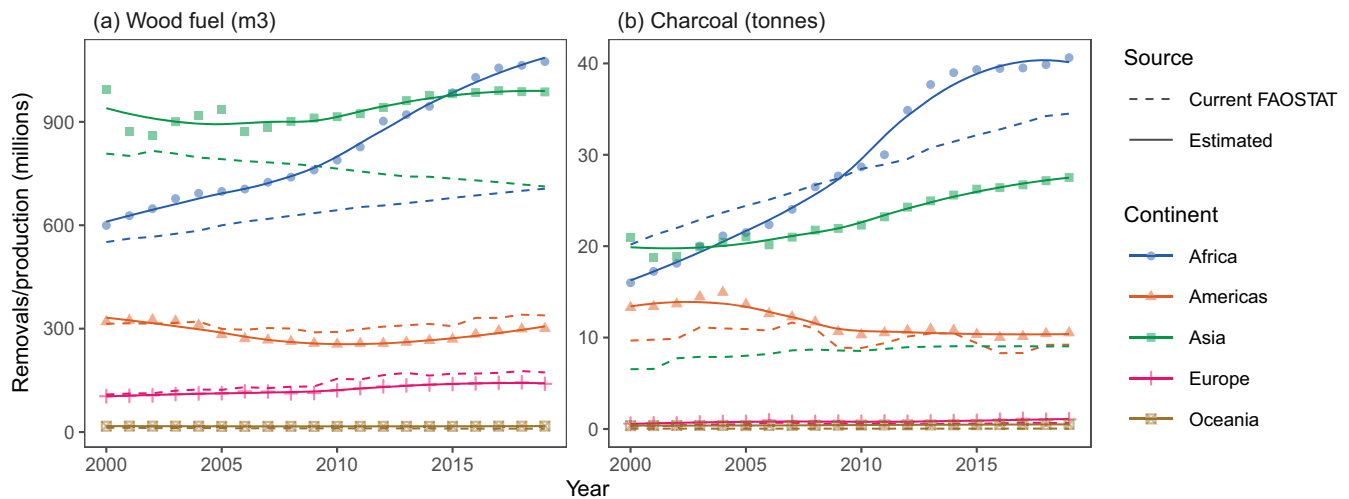 (a) Wood fuel (m3)
(b) Charcoal (tonnes)
Removals/production (millions)
900
600
300
0
2000
2005
2010
2015
40
30
20
10
0
2000
2005
2010
2015
Year
Source
Current FAOSTAT
Estimated
Continent
Africa
Americas
Asia
Europe
Oceania